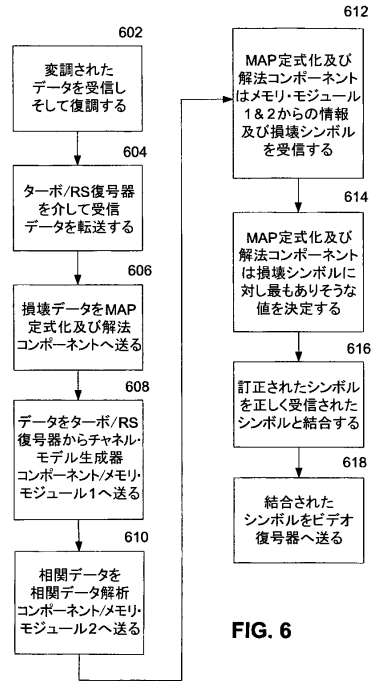 602
変調された
データを受信し
そして復調する
604
ターボ/RS復号器
を介して受信
データを転送する
606
損壊データをMAP
定式化及び解法
コンポーネントへ送る
608
データをターボ/RS
復号器からチャネル・
モデル生成器
コンポーネント/メモリ・
モジュール1へ送る
610
相関データを
相関データ解析
コンポーネント/メモリ・
モジュール2へ送る
612
MAP定式化及び
解法コンポーネント
はメモリ・モジュール
1&2からの情報
及び損壊シンボル
を受信する
614
MAP定式化及び
解法コンポーネント
は損壊シンボルに
対し最もありそうな
値を決定する
616
訂正されたシンボル
を正しく受信された
シンボルと結合する
618
結合された
シンボルをビデオ
復号器へ送る
FIG. 6